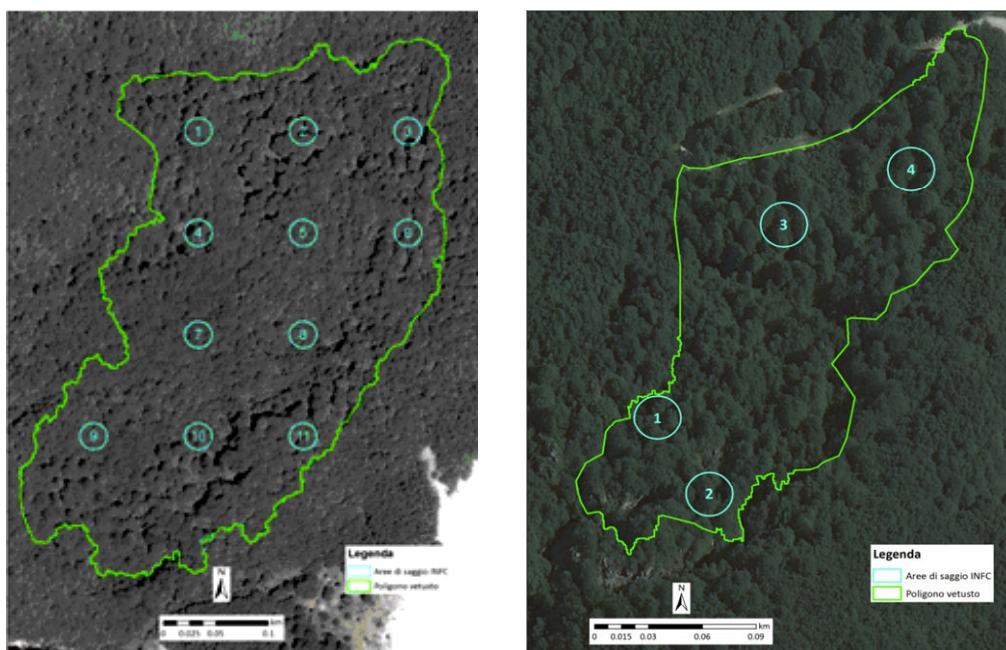 1 2 3
4 5 6
7 8
9 10 11
Legenda
Aree di saggio INFC
Poligono vetusto
N
km
0 0.025 0.05 0.1
4
3
1
2
Legenda
Aree di saggio INFC
Poligono vetusto
N
km
0 0.015 0.03 0.06 0.09